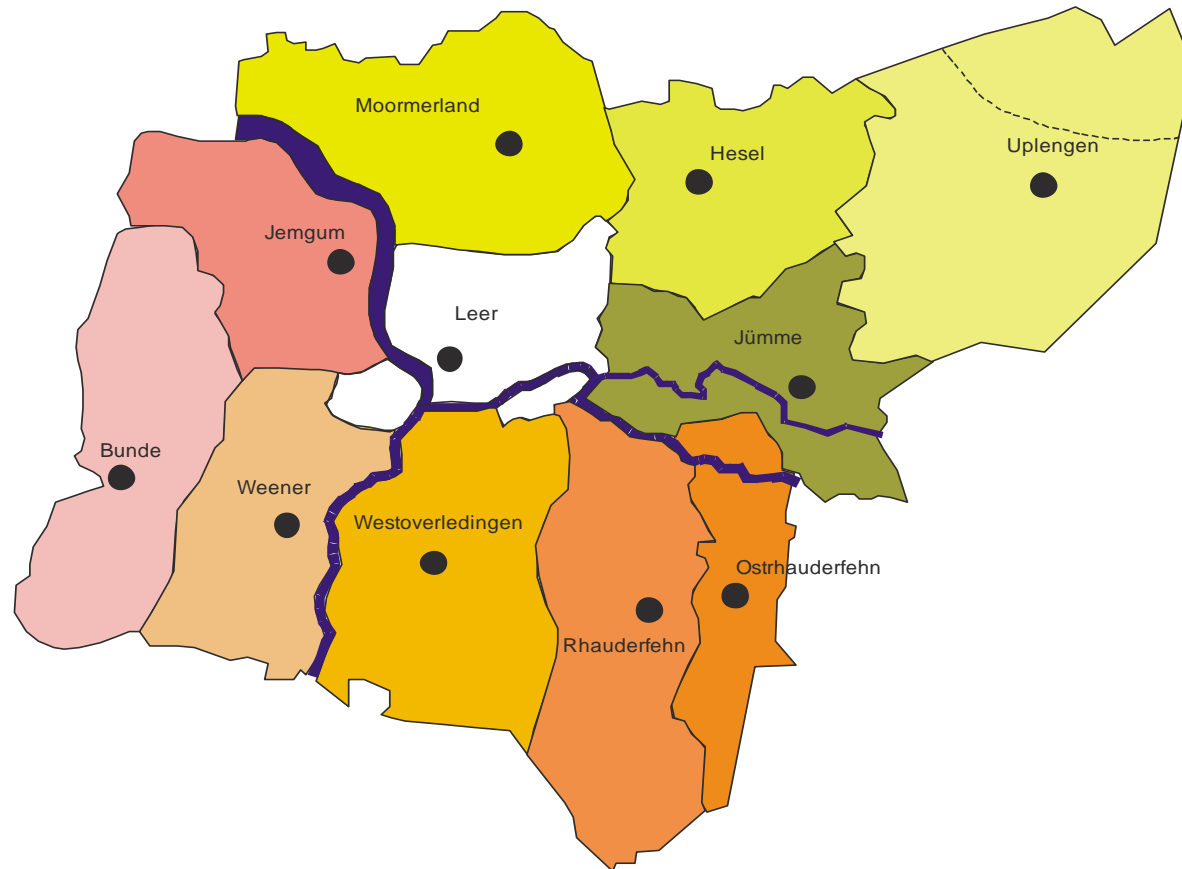 Moormerland
Hesel
Uplengen
Jemgum
Leer
Jümme
Bunde
Weener
Westoverledingen
Ostrhauderfehn
Rhauderfehn